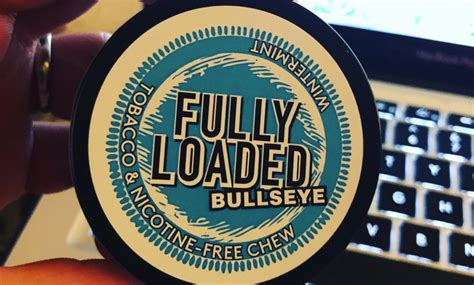 WINTERMINT
FULLY
LOADED
BULLSEYE
TOBACCO & NICOTINE-FREE CHEW